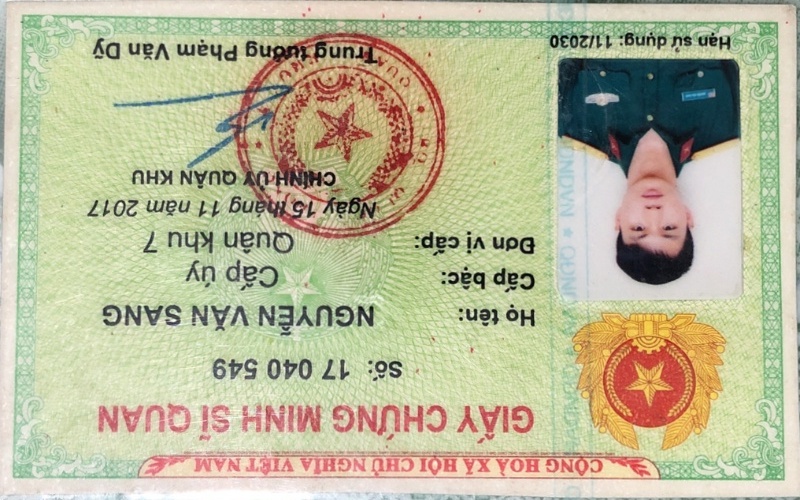 CỘNG HOÀ XÃ HỘI CHỦ NGHĨA VIỆT NAM
GIẤY CHỨNG MINH SĨ QUAN
Số: 17 040 549
Họ tên: NGUYỄN VĂN SANG
Cấp bậc: Cấp úy
Đơn vị cấp: Quân khu 7
Ngày 15 tháng 11 năm 2017
CHÍNH ỦY QUÂN KHU
Trung tướng Phạm Văn Dỹ
Hạn sử dụng: 11/2030